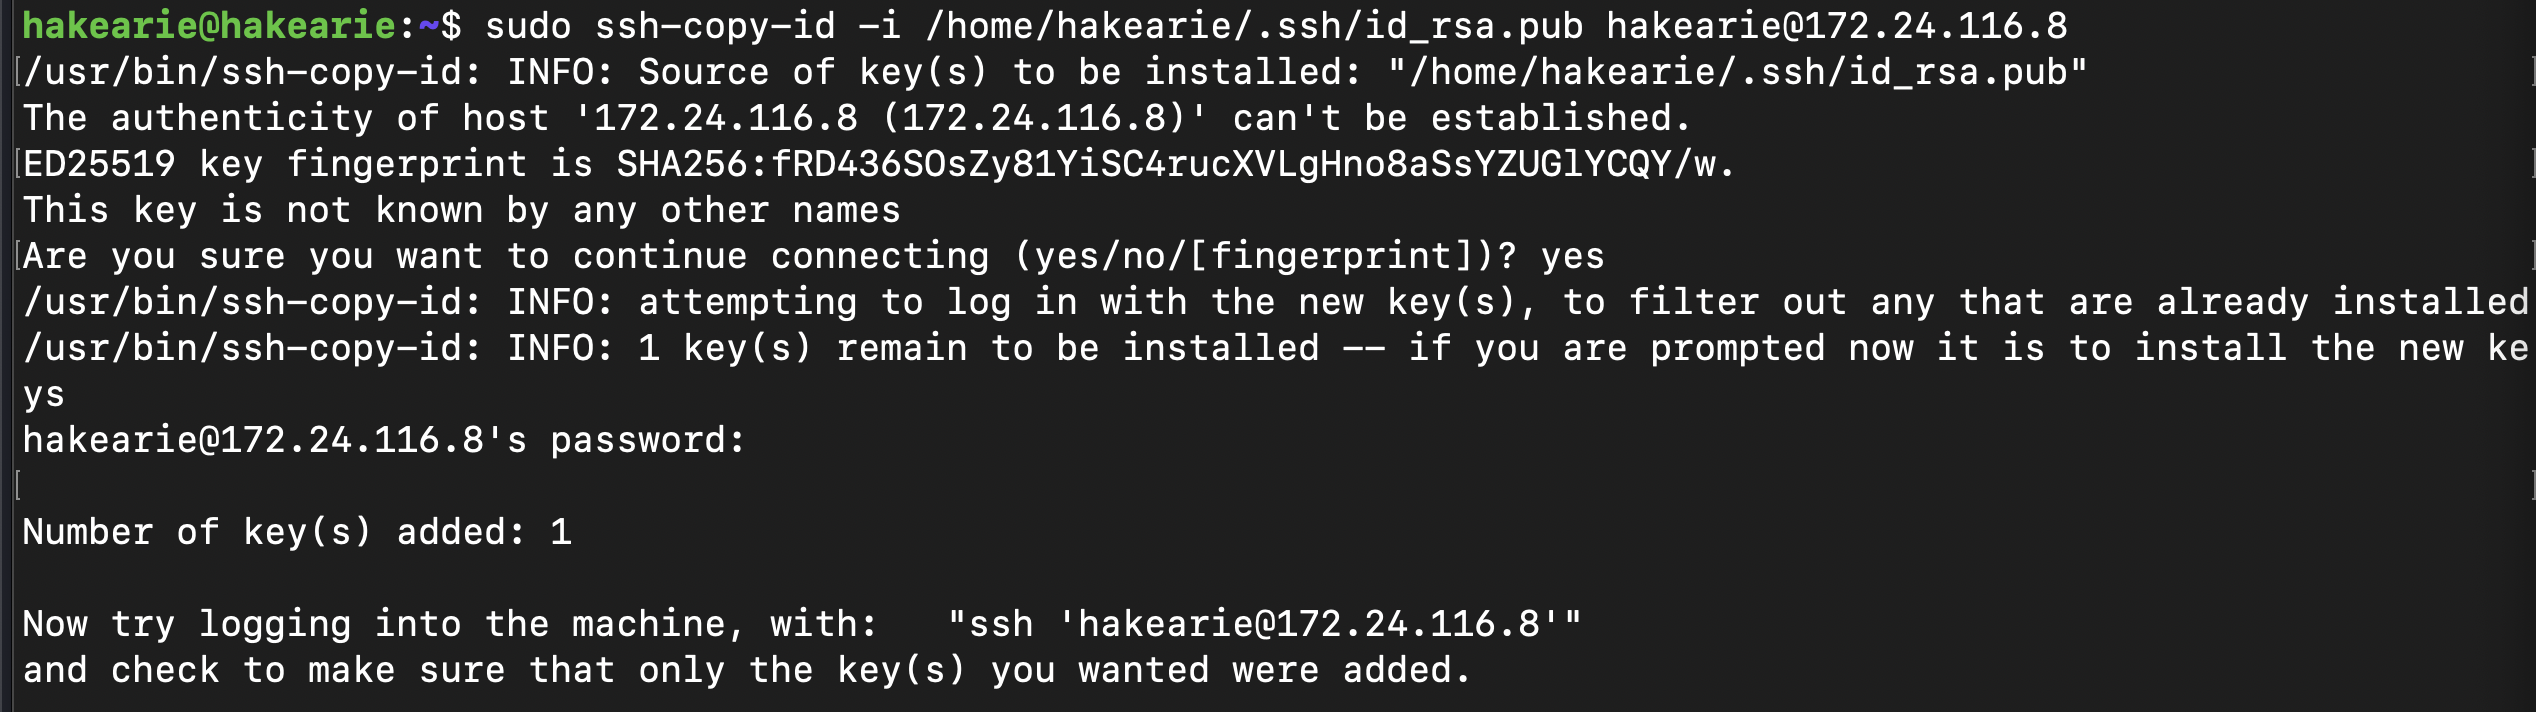 hakearie@hakearie:~$ sudo ssh-copy-id -i /home/hakearie/.ssh/id_rsa.pub hakearie@172.24.116.8
[/usr/bin/ssh-copy-id: INFO: Source of key(s) to be installed: "/home/hakearie/.ssh/id_rsa.pub" ]
The authenticity of host '172.24.116.8 (172.24.116.8)' can't be established.
[ED25519 key fingerprint is SHA256:fRD436SOsZy81YiSC4rucXVLgHno8aSsYZUGlYCQY/w. ]
This key is not known by any other names
[Are you sure you want to continue connecting (yes/no/[fingerprint])? yes ]
/usr/bin/ssh-copy-id: INFO: attempting to log in with the new key(s), to filter out any that are already installed
/usr/bin/ssh-copy-id: INFO: 1 key(s) remain to be installed -- if you are prompted now it is to install the new ke
ys
hakearie@172.24.116.8's password:
[ ]
Number of key(s) added: 1
Now try logging into the machine, with:   "ssh 'hakearie@172.24.116.8'"
and check to make sure that only the key(s) you wanted were added.